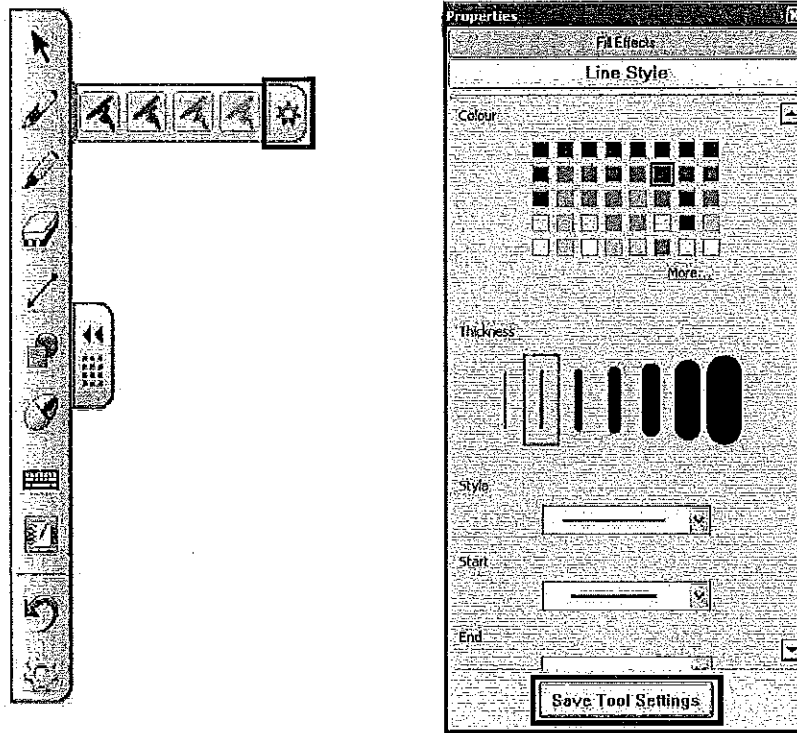 Properties
Fill Effects
Line Style
Colour
More...
Thickness
Style
Start
End
Save Tool Settings